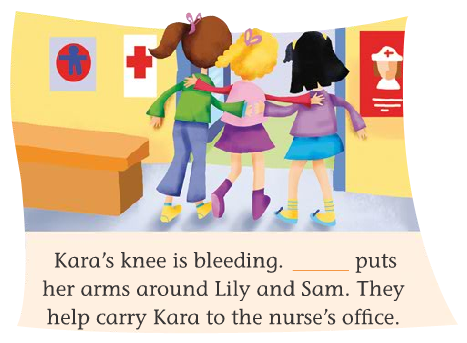 Kara’s knee is bleeding. ______ puts
her arms around Lily and Sam. They
help carry Kara to the nurse’s office.